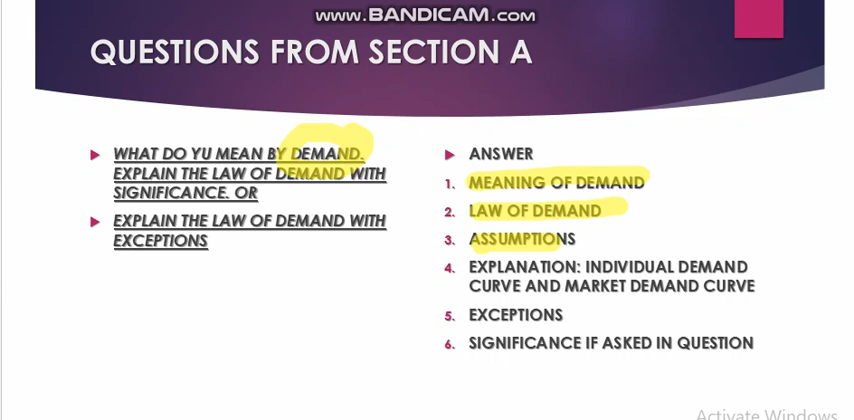 WWW.BANDICAM.COM
QUESTIONS FROM SECTION A
WHAT DO YU MEAN BY DEMAND.
EXPLAIN THE LAW OF DEMAND WITH
SIGNIFICANCE. OR
EXPLAIN THE LAW OF DEMAND WITH
EXCEPTIONS
ANSWER
1. MEANING OF DEMAND
2. LAW OF DEMAND
3. ASSUMPTIONS
4. EXPLANATION: INDIVIDUAL DEMAND
CURVE AND MARKET DEMAND CURVE
5. EXCEPTIONS
6. SIGNIFICANCE IF ASKED IN QUESTION
Activate Windows